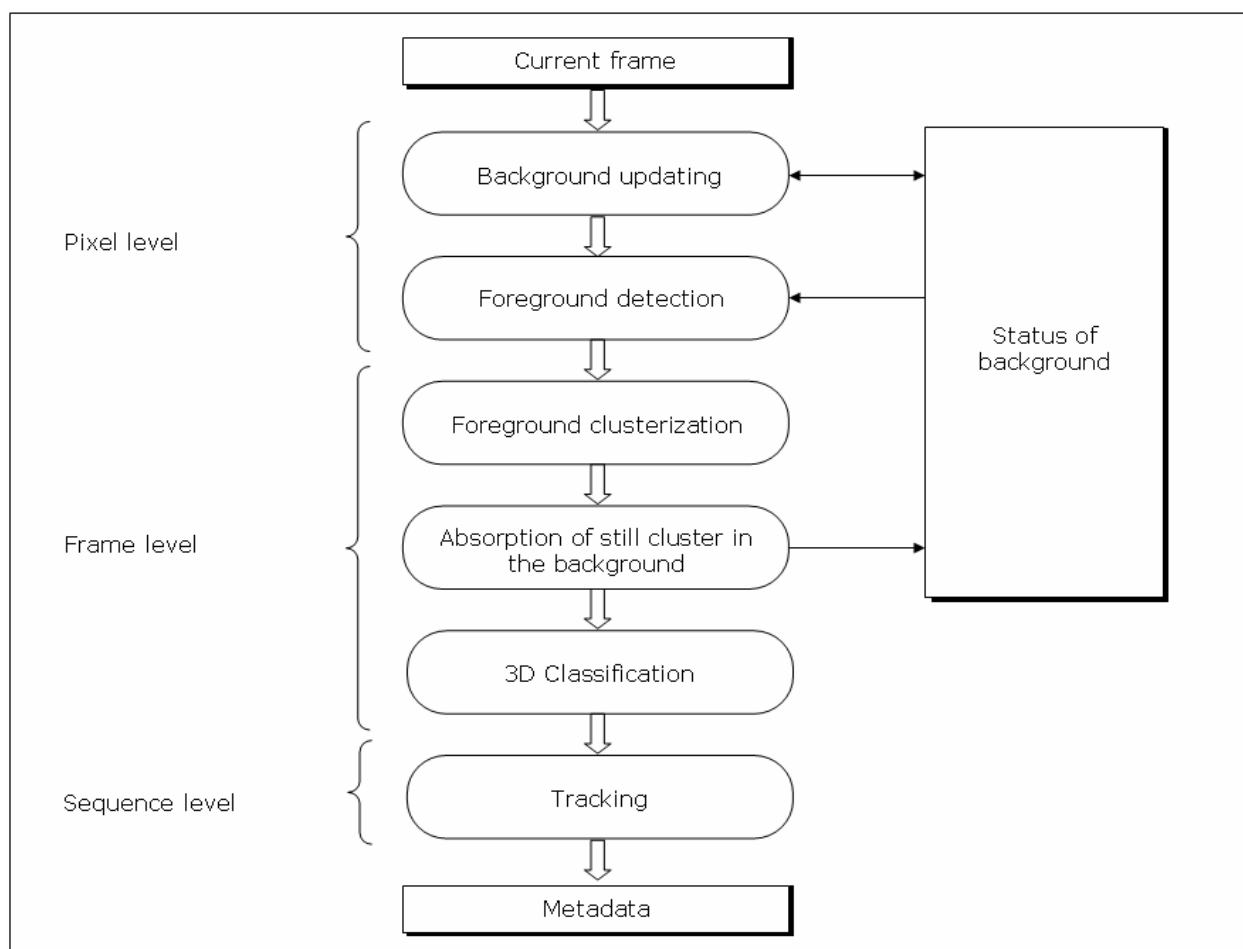 Current frame
Background updating
Pixel level
Foreground detection
Status of
background
Foreground clusterization
Frame level
Absorption of still cluster in
the background
3D Classification
Sequence level
Tracking
Metadata